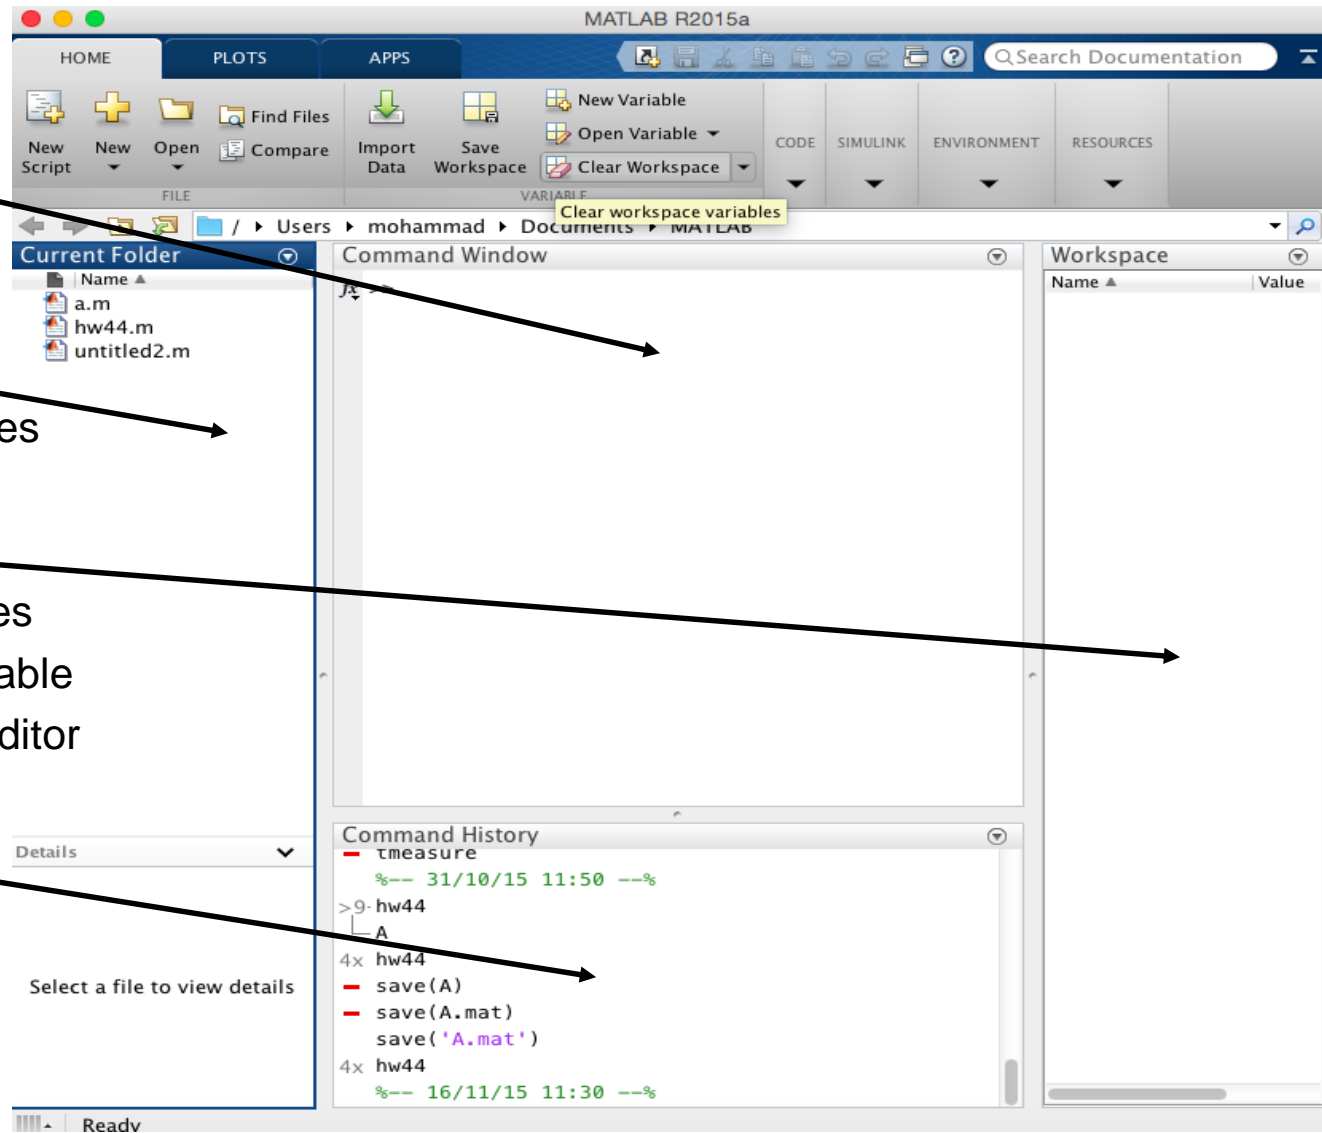 MATLAB R2015a
HOME PLOTS APPS
Search Documentation
New Script
New
Open
Find Files
Compare
Import Data
Save Workspace
New Variable
Open Variable
Clear Workspace
CODE
SIMULINK
ENVIRONMENT
RESOURCES
FILE
VARIABLE
Clear workspace variables
/ Users mohammad Documents MATLAB
Current Folder
Name
a.m
hw44.m
untitled2.m
es
es
able
ditor
Details
Select a file to view details
Command Window
fx >>
Command History
tmeasure
%-- 31/10/15 11:50 --%
>9- hw44
A
4x hw44
save(A)
save(A.mat)
save('A.mat')
4x hw44
%-- 16/11/15 11:30 --%
Workspace
Name Value
Ready